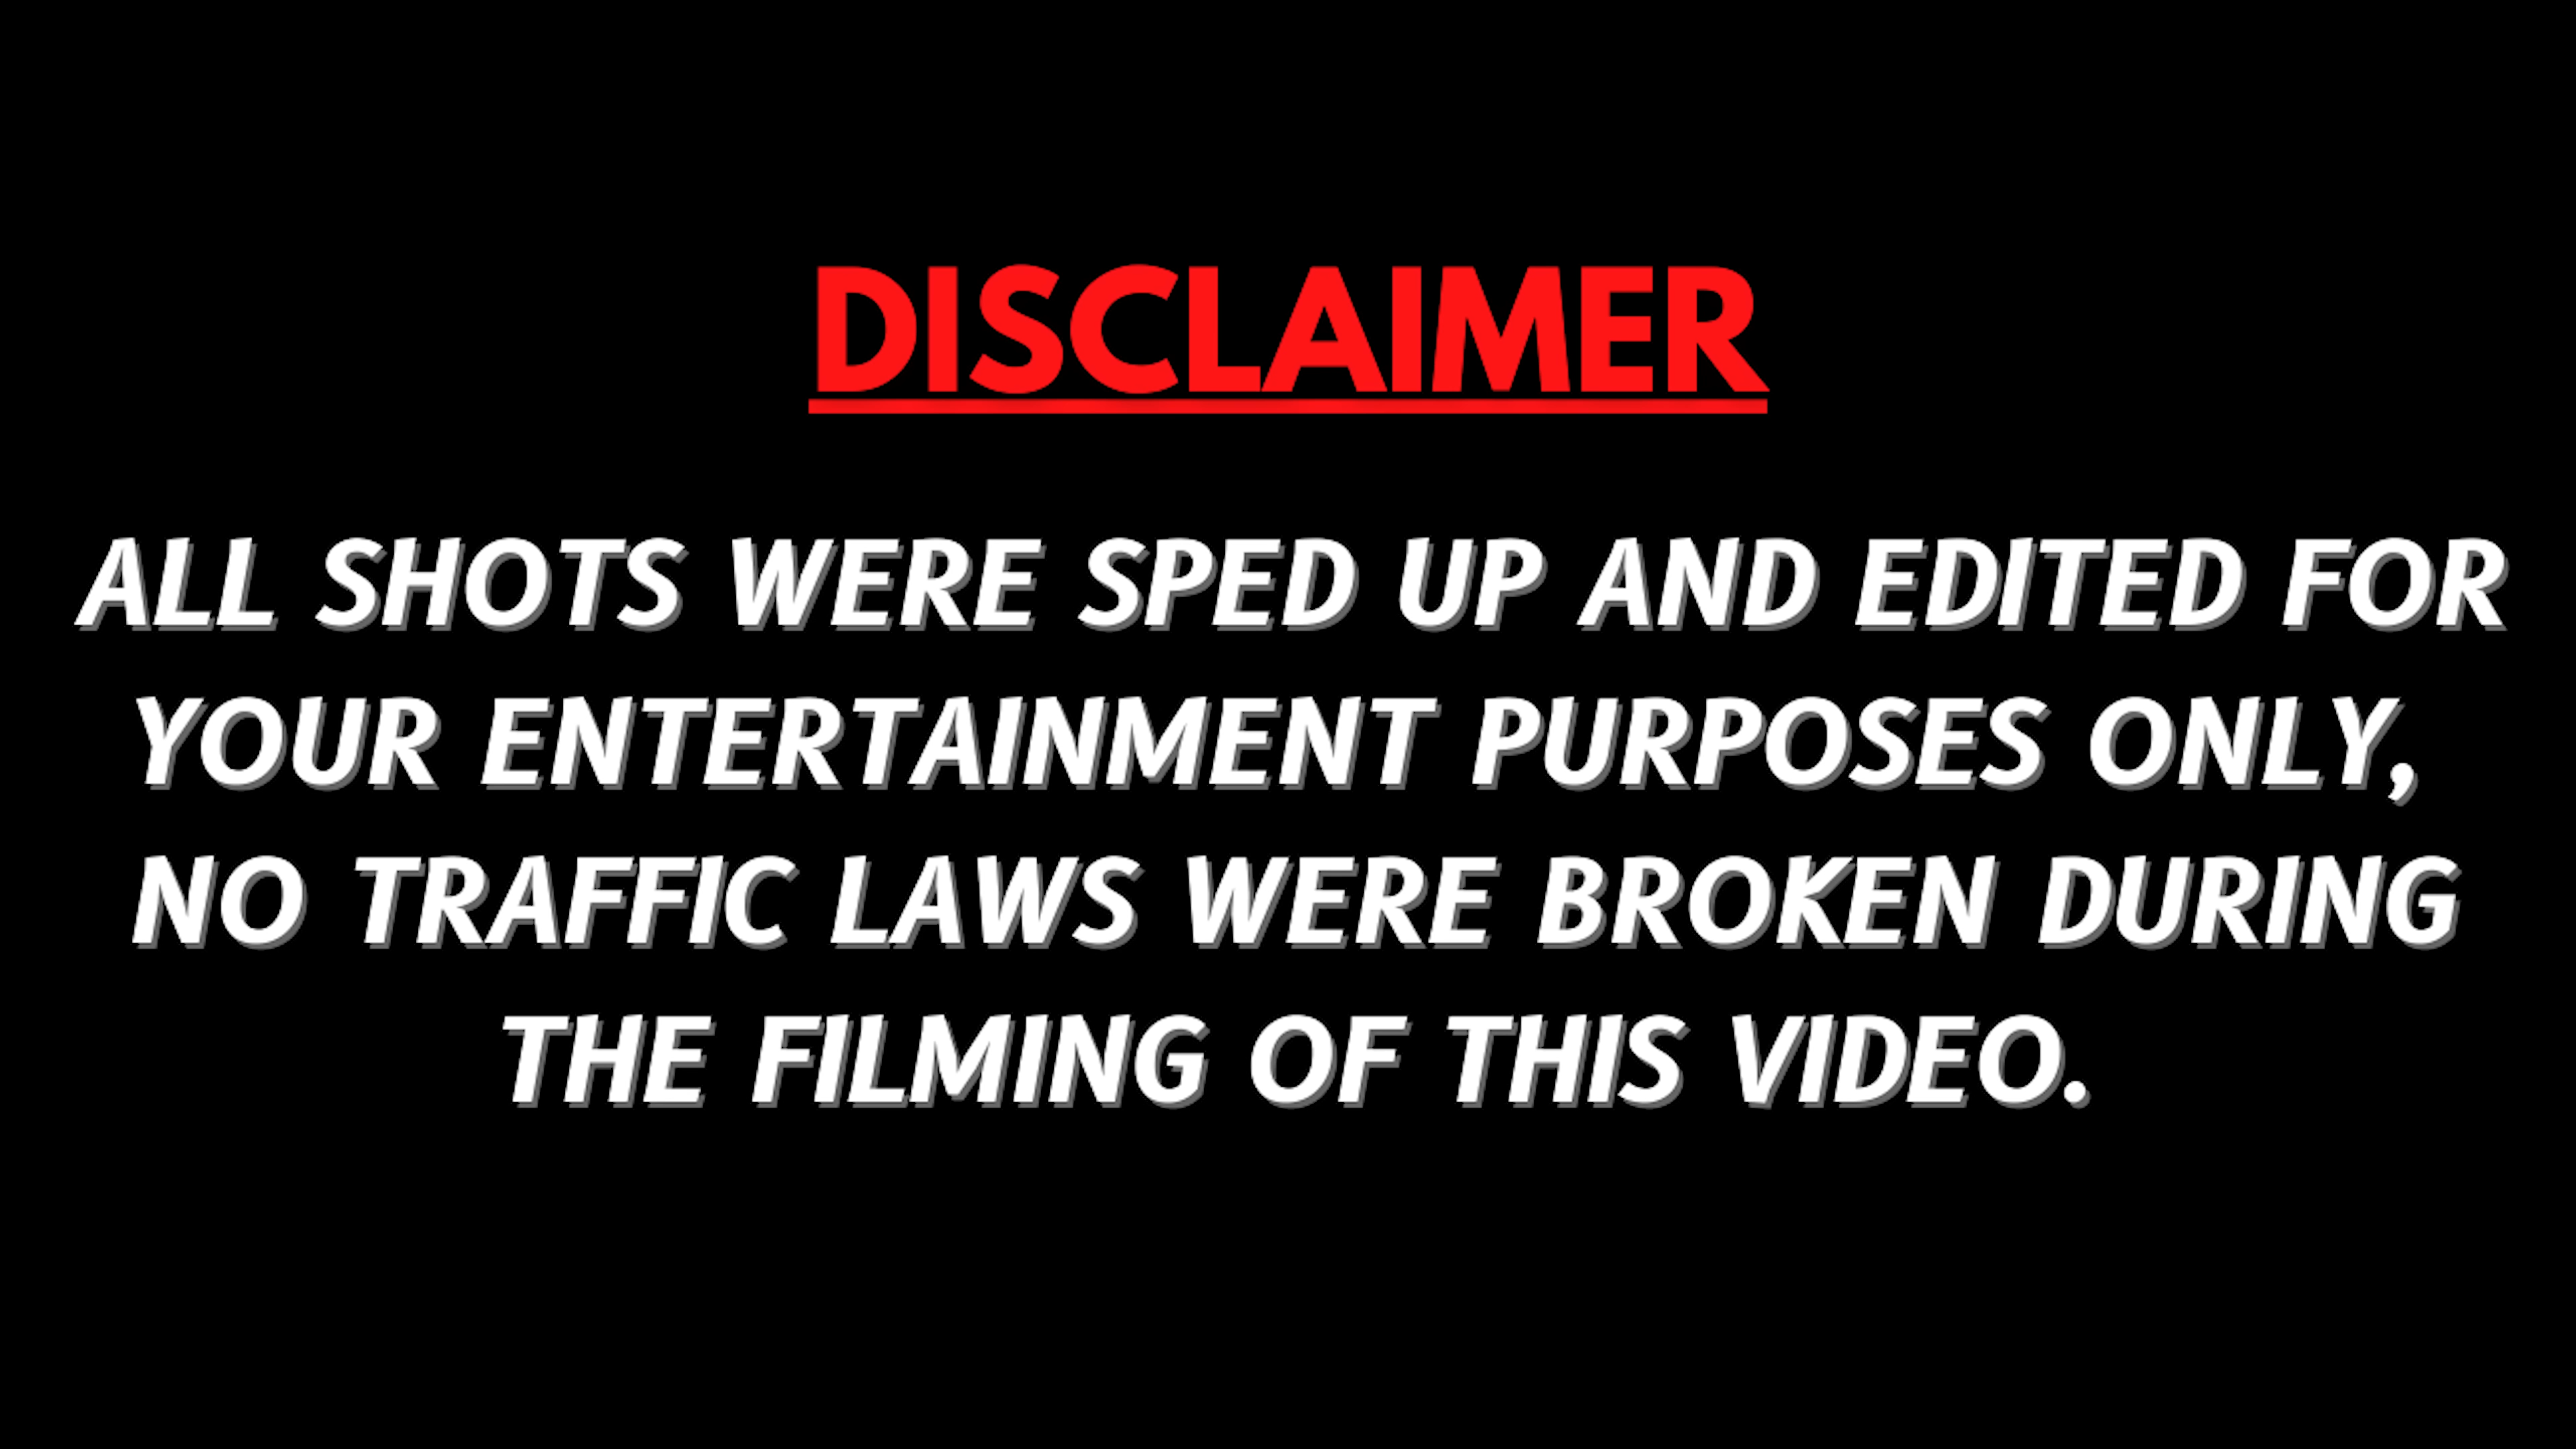 DISCLAIMER
ALL SHOTS WERE SPED UP AND EDITED FOR
YOUR ENTERTAINMENT PURPOSES ONLY,
NO TRAFFIC LAWS WERE BROKEN DURING
THE FILMING OF THIS VIDEO.